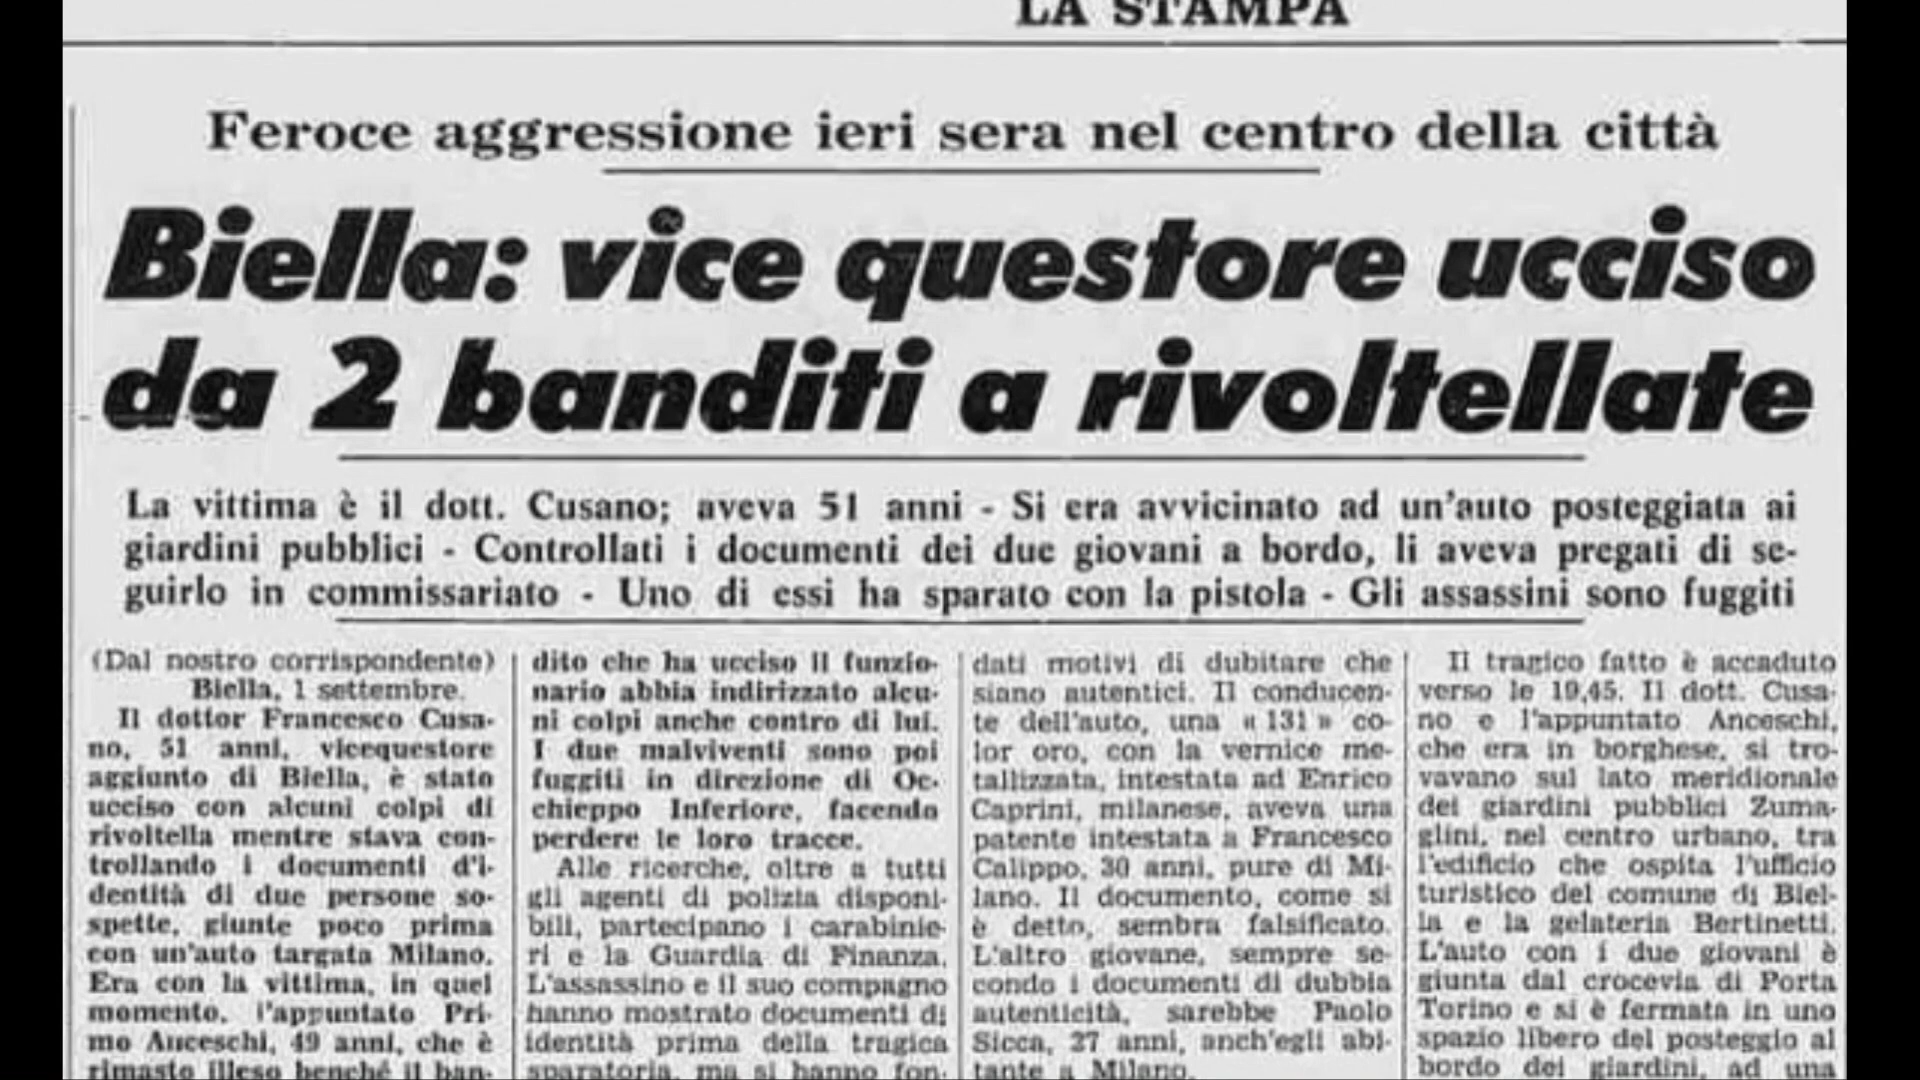 LA STAMPA
Feroce aggressione ieri sera nel centro della città
Biella: vice questore ucciso
da 2 banditi a rivoltellate
La vittima è il dott. Cusano; aveva 51 anni - Si era avvicinato ad un'auto posteggiata ai
giardini pubblici - Controllati i documenti dei due giovani a bordo, li aveva pregati di se-
guirlo in commissariato - Uno di essi ha sparato con la pistola - Gli assassini sono fuggiti
(Dal nostro corrispondente)
Biella, 1 settembre.
Il dottor Francesco Cusa-
no, 51 anni, vicequestore
aggiunto di Biella, è stato
ucciso con alcuni colpi di
rivoltella mentre stava con-
trollando i documenti d'i-
dentità di due persone so-
spette, giunte poco prima
con un'auto targata Milano.
Era con la vittima, in quel
momento, l'appuntato Pri-
mo Anceschi, 49 anni, che è
rimasto illeso benché il ban-
dito che ha ucciso il funzio-
nario abbia indirizzato alcu-
ni colpi anche contro di lui.
I due malviventi sono poi
fuggiti in direzione di Oc-
chieppo Inferiore, facendo
perdere le loro tracce.
Alle ricerche, oltre a tutti
gli agenti di polizia disponi-
bili, partecipano i carabinie-
ri e la Guardia di Finanza.
L'assassino e il suo compagno
hanno mostrato documenti di
identità prima della tragica
sparatoria, ma si hanno fon-
dati motivi di dubitare che
siano autentici. Il conducen-
te dell'auto, una « 131 » co-
lor oro, con la vernice me-
tallizzata, intestata ad Enrico
Caprini, milanese, aveva una
patente intestata a Francesco
Calippo, 30 anni, pure di Mi-
lano. Il documento, come si
è detto, sembra falsificato.
L'altro giovane, sempre se-
condo i documenti di dubbia
autenticità, sarebbe Paolo
Sicca, 27 anni, anch'egli abi-
tante a Milano.
Il tragico fatto è accaduto
verso le 19,45. Il dott. Cusa-
no e l'appuntato Anceschi,
che era in borghese, si tro-
vavano sul lato meridionale
dei giardini pubblici Zuma-
glini, nel centro urbano, tra
l'edificio che ospita l'ufficio
turistico del comune di Biel-
la e la gelateria Bertinetti.
L'auto con i due giovani è
giunta dal crocevia di Porta
Torino e si è fermata in uno
spazio libero del posteggio al
bordo dei giardini, ad una